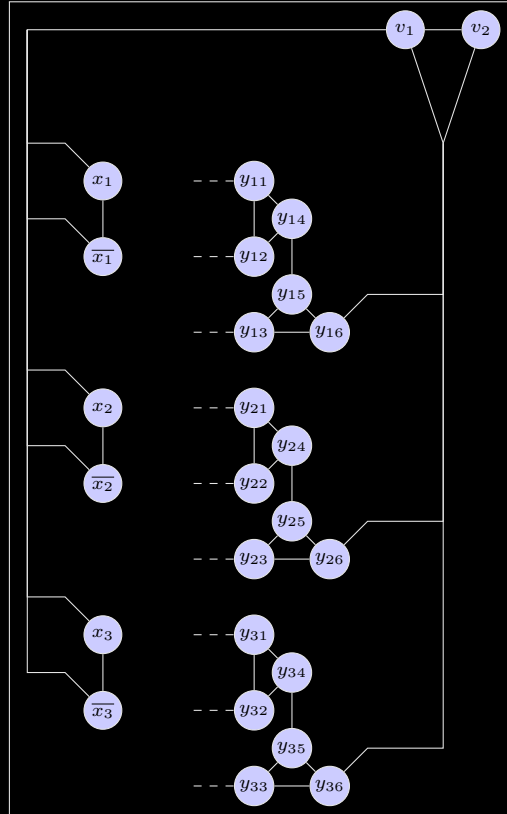 v₁ v₂
x₁ y₁₁
y₁₄
x̅₁ y₁₂
y₁₅
y₁₃ y₁₆
x₂ y₂₁
y₂₄
x̅₂ y₂₂
y₂₅
y₂₃ y₂₆
x₃ y₃₁
y₃₄
x̅₃ y₃₂
y₃₅
y₃₃ y₃₆